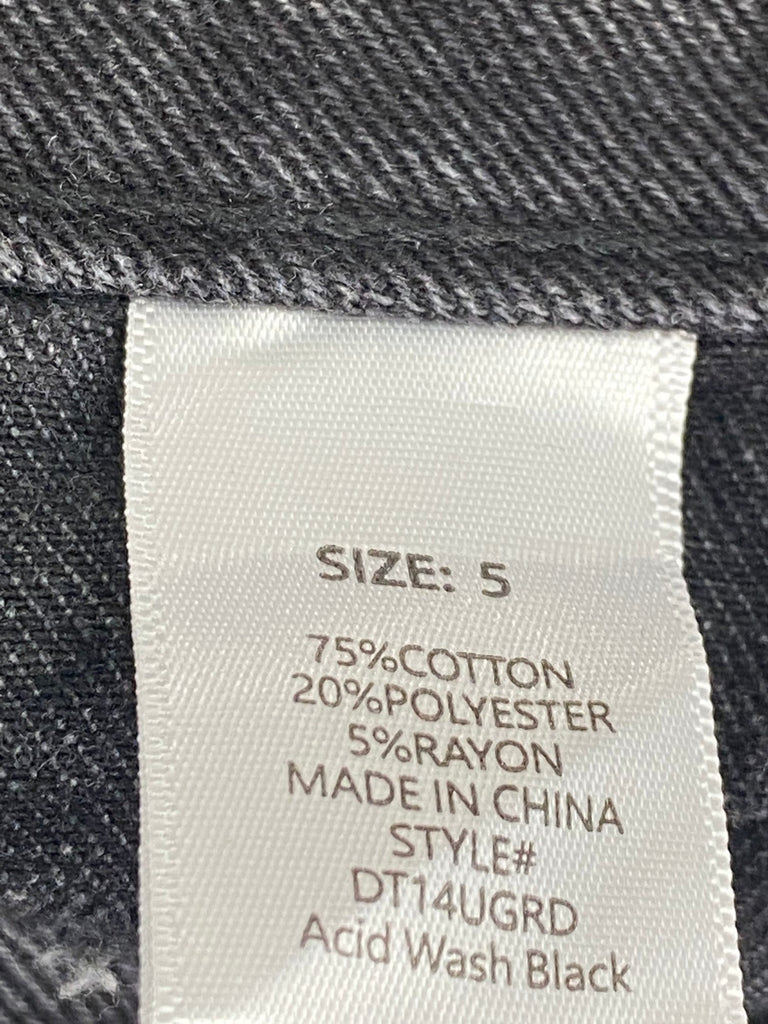 SIZE: 5
75%COTTON
20%POLYESTER
5%RAYON
MADE IN CHINA
STYLE#
DT14UGRD
Acid Wash Black